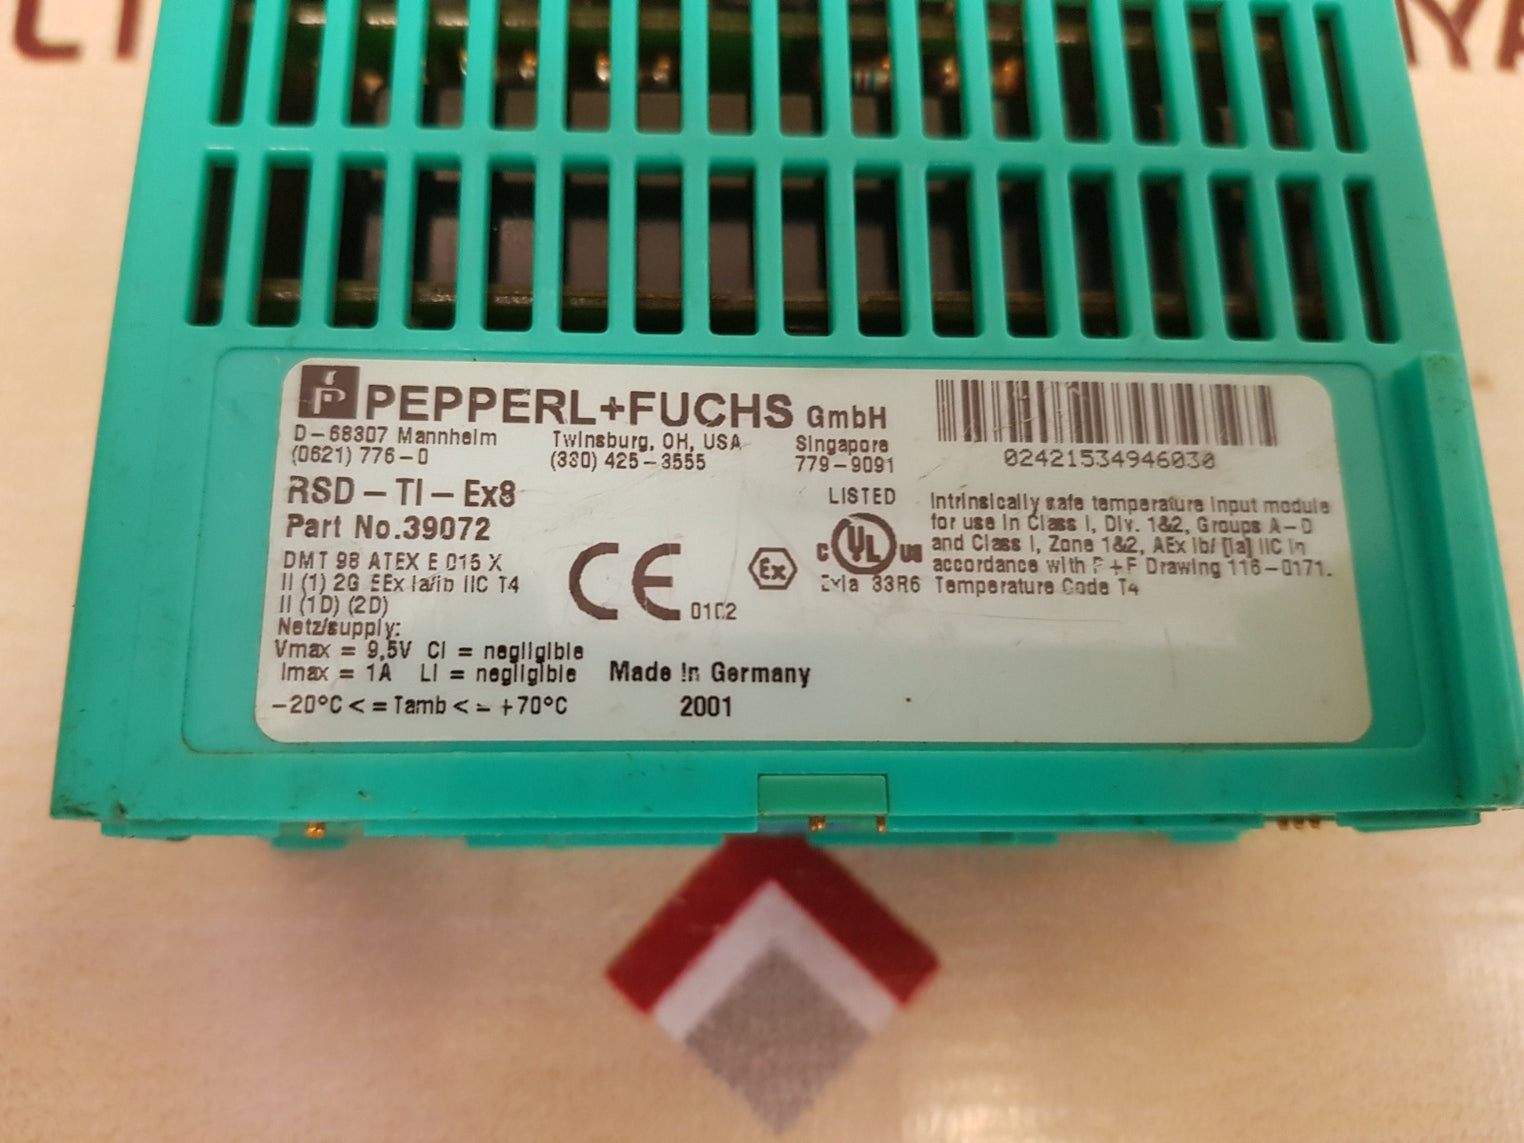 PEPPERL+FUCHS GmbH
D-68307 Mannheim Twinsburg, OH, USA Singapore
(0621) 776-0 (330) 425-3555 779-9091
02421534946030
RSD-TI-Ex8
Part No.39072
DMT 98 ATEX E 015 X
II (1) 2G EEx ia/ib IIC T4
II (1D) (2D)
Netz/supply:
Vmax = 9,5V CI = negligible
Imax = 1A LI = negligible
-20°C <= Tamb <= +70°C
CE 0102
Ex
Made in Germany
2001
LISTED
c UL us
33R6
Intrinsically safe temperature input module
for use in Class I, Div. 1&2, Groups A-D
and Class I, Zone 1&2, AEx ib/ [ia] IIC in
accordance with P+F Drawing 116-0171.
Temperature Code T4